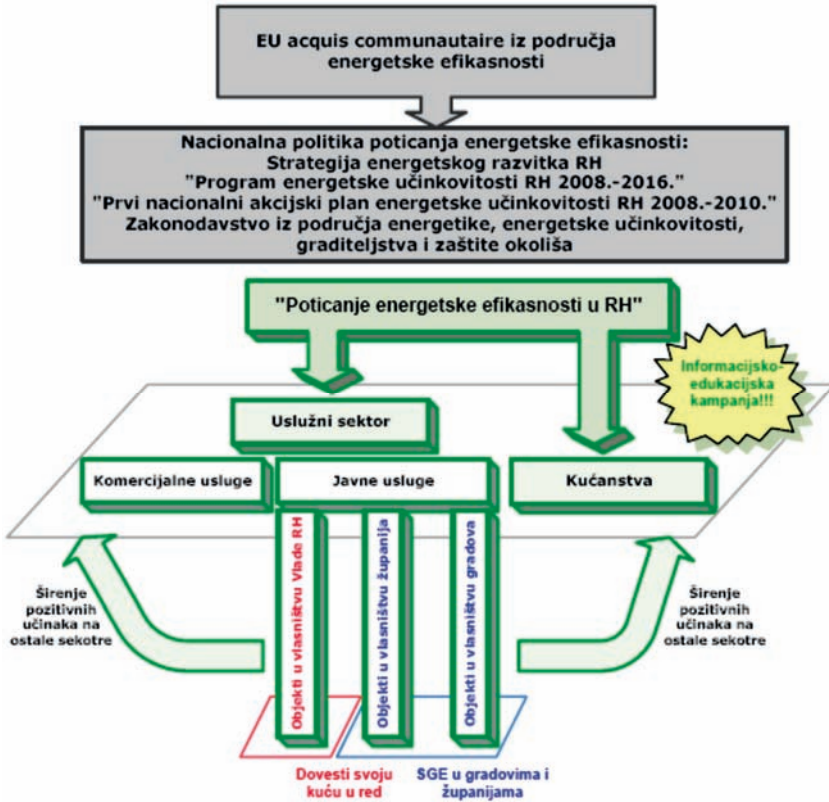 EU acquis communautaire iz područja
energetske efikasnosti
Nacionalna politika poticanja energetske efikasnosti:
Strategija energetskog razvitka RH
"Program energetske učinkovitosti RH 2008.-2016."
"Prvi nacionalni akcijski plan energetske učinkovitosti RH 2008.-2010."
Zakonodavstvo iz područja energetike, energetske učinkovitosti,
graditeljstva i zaštite okoliša
"Poticanje energetske efikasnosti u RH"
Informacijsko-
edukacijska
kampanja!!!
Uslužni sektor
Komercijalne usluge
Javne usluge
Kućanstva
Objekti u vlasništvu Vlade RH
Objekti u vlasništvu županija
Objekti u vlasništvu gradova
Širenje
pozitivnih
učinaka na
ostale sekotre
Širenje
pozitivnih
učinaka na
ostale sekotre
Dovesti svoju
kuću u red
SGE u gradovima i
županijama